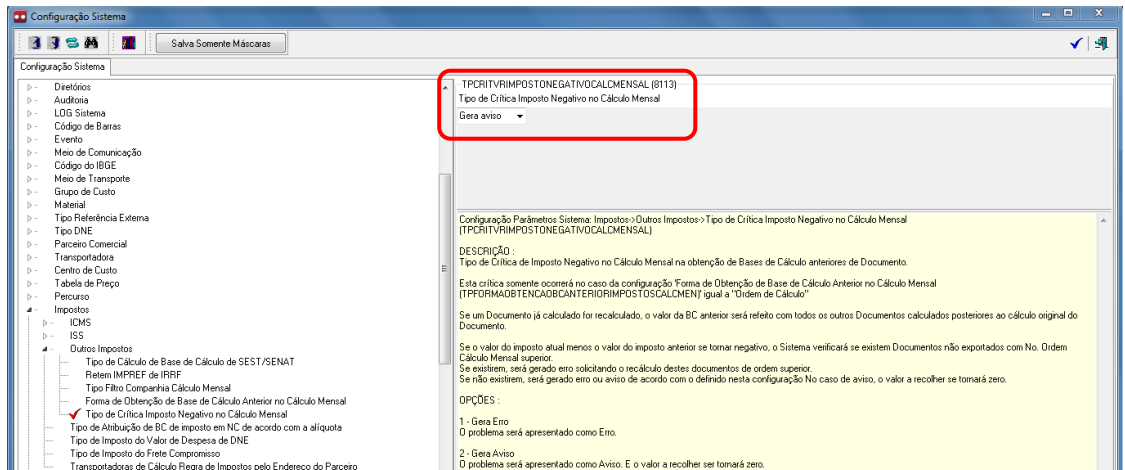 Configuração Sistema
Salva Somente Máscaras
Configuração Sistema
Diretórios
Auditoria
LOG Sistema
Código de Barras
Evento
Meio de Comunicação
Código do IBGE
Meio de Transporte
Grupo de Custo
Material
Tipo Referência Externa
Tipo DNE
Parceiro Comercial
Transportadora
Centro de Custo
Tabela de Preço
Percurso
Impostos
ICMS
ISS
Outros Impostos
Tipo de Cálculo de Base de Cálculo de SEST/SENAT
Retem IMPREF de IRRF
Tipo Filtro Companhia Cálculo Mensal
Forma de Obtenção de Base de Cálculo Anterior no Cálculo Mensal
Tipo de Crítica Imposto Negativo no Cálculo Mensal
Tipo de Atribuição de BC de imposto em NC de acordo com a alíquota
Tipo de Imposto do Valor de Despesa de DNE
Tipo de Imposto do Frete Compromisso
Transportadoras de Cálculo Regra de Impostos pelo Endereço do Parceiro
TPCRITVRIMPOSTONEGATIVOCALCMENSAL (8113)
Tipo de Crítica Imposto Negativo no Cálculo Mensal
Gera aviso
Configuração Parâmetros Sistema: Impostos->Outros Impostos->Tipo de Crítica Imposto Negativo no Cálculo Mensal
(TPCRITVRIMPOSTONEGATIVOCALCMENSAL)
DESCRIÇÃO :
Tipo de Crítica de Imposto Negativo no Cálculo Mensal na obtenção de Bases de Cálculo anteriores de Documento.
Esta crítica somente ocorrerá no caso da configuração 'Forma de Obtenção de Base de Cálculo Anterior no Cálculo Mensal
(TPFORMAOBTENCAOBCANTERIORIMPOSTOSCALCMEN)' igual a "Ordem de Cálculo"
Se um Documento já calculado for recalculado, o valor da BC anterior será refeito com todos os outros Documentos calculados posteriores ao cálculo original do
Documento.
Se o valor do imposto atual menos o valor do imposto anterior se tornar negativo, o Sistema verificará se existem Documentos não exportados com No. Ordem
Cálculo Mensal superior.
Se existirem, será gerado erro solicitando o recálculo destes documentos de ordem superior.
Se não existirem, será gerado erro ou aviso de acordo com o definido nesta configuração No caso de aviso, o valor a recolher se tornará zero.
OPÇÕES :
1 - Gera Erro
O problema será apresentado como Erro.
2 - Gera Aviso
O problema será apresentado como Aviso. E o valor a recolher ser tornará zero.